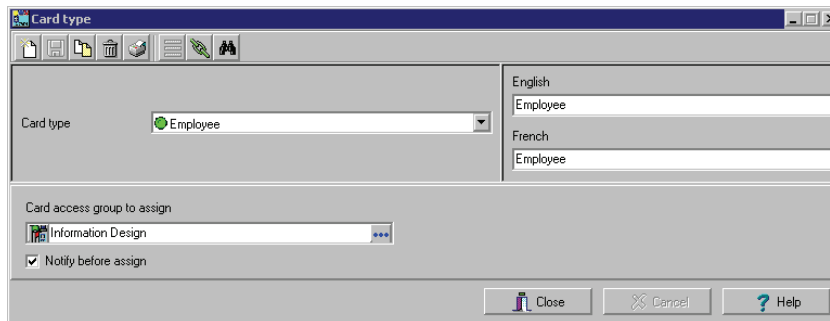 Card type
English
Employee
Card type
Employee
French
Employee
Card access group to assign
Information Design
Notify before assign
Close
Cancel
Help